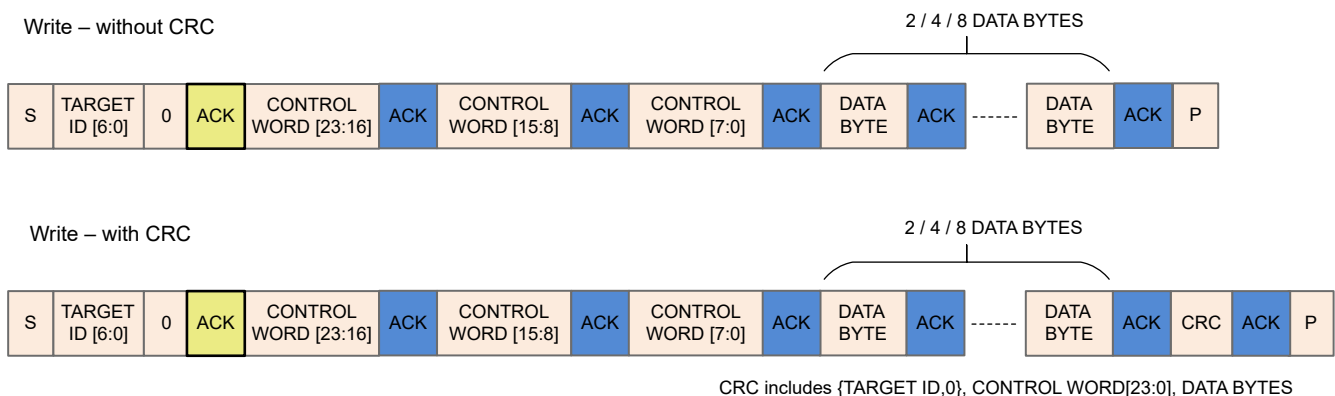 Write – without CRC
2 / 4 / 8 DATA BYTES
S
TARGET
ID [6:0]
0
ACK
CONTROL
WORD [23:16]
ACK
CONTROL
WORD [15:8]
ACK
CONTROL
WORD [7:0]
ACK
DATA
BYTE
ACK
DATA
BYTE
ACK
P
Write – with CRC
2 / 4 / 8 DATA BYTES
S
TARGET
ID [6:0]
0
ACK
CONTROL
WORD [23:16]
ACK
CONTROL
WORD [15:8]
ACK
CONTROL
WORD [7:0]
ACK
DATA
BYTE
ACK
DATA
BYTE
ACK
CRC
ACK
P
CRC includes {TARGET ID,0}, CONTROL WORD[23:0], DATA BYTES